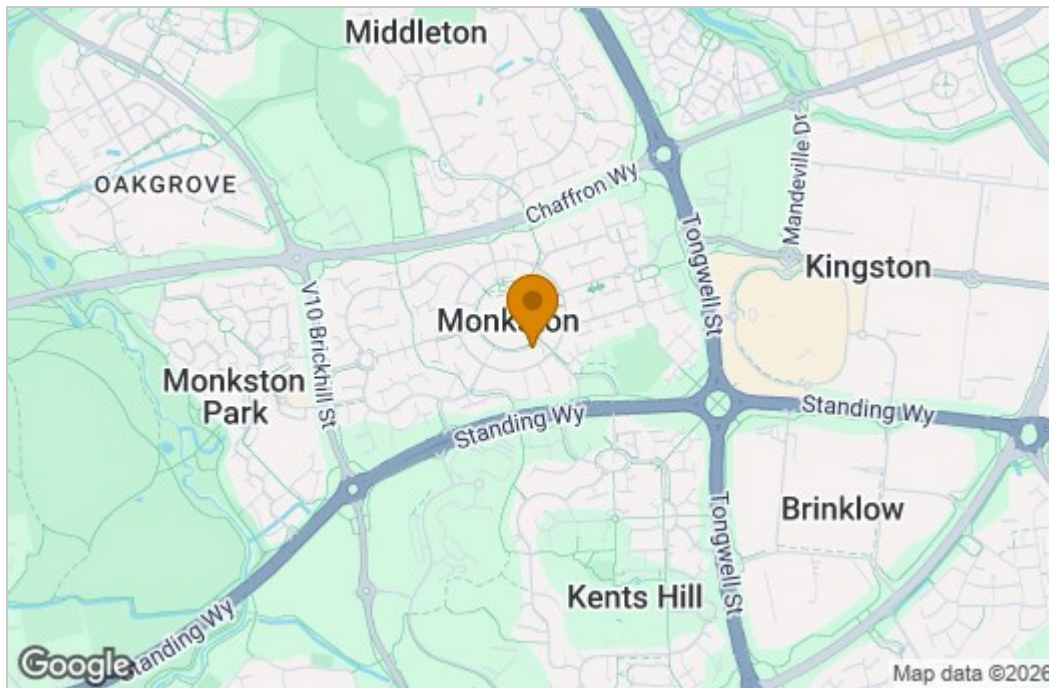 Middleton
OAKGROVE
Chaffron Wy
Mandeville Dr
Tongwell St
Kingston
V10 Brickhill St
Monkston
Monkston
Park
Standing Wy
Standing Wy
Brinklow
Tongwell St
Kents Hill
Standing Wy
Google
Map data ©2026